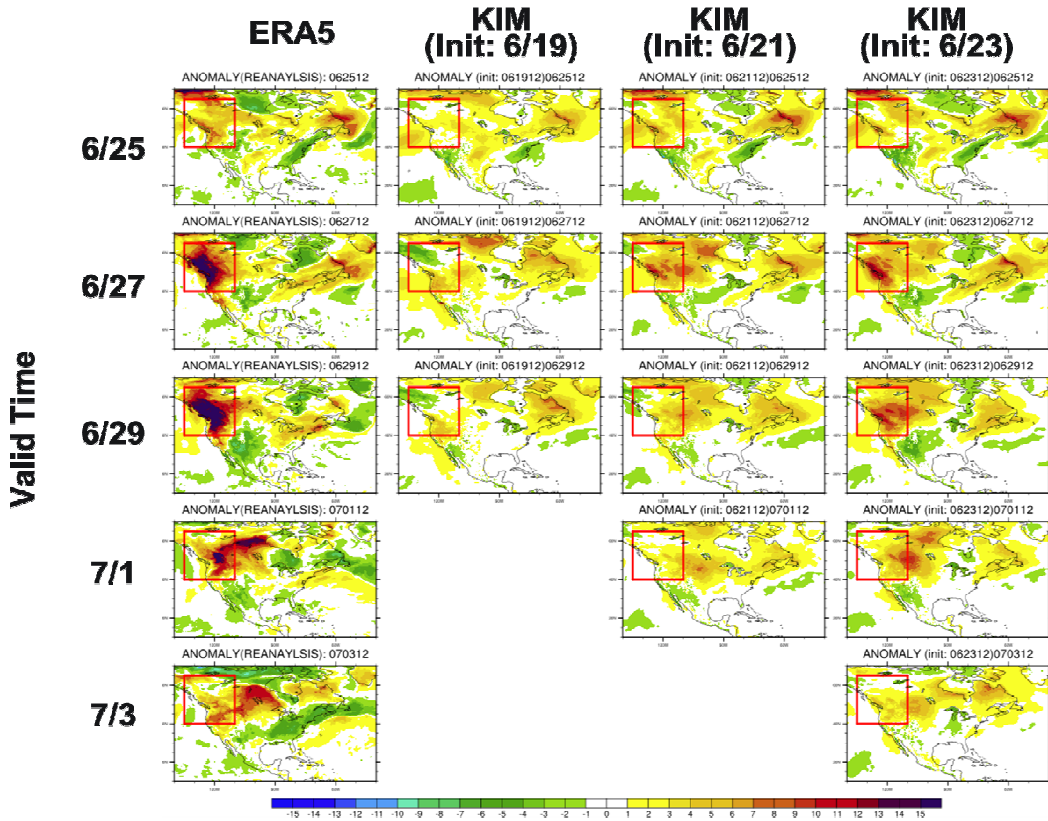 ERA5
KIM
(Init: 6/19)
KIM
(Init: 6/21)
KIM
(Init: 6/23)
Valid Time
6/25
ANOMALY(REANAYLSIS): 062512
ANOMALY (init: 061912)062512
ANOMALY (init: 062112)062512
ANOMALY (init: 062312)062512
6/27
ANOMALY(REANAYLSIS): 062712
ANOMALY (init: 061912)062712
ANOMALY (init: 062112)062712
ANOMALY (init: 062312)062712
6/29
ANOMALY(REANAYLSIS): 062912
ANOMALY (init: 061912)062912
ANOMALY (init: 062112)062912
ANOMALY (init: 062312)062912
7/1
ANOMALY(REANAYLSIS): 070112
ANOMALY (init: 062112)070112
ANOMALY (init: 062312)070112
7/3
ANOMALY(REANAYLSIS): 070312
ANOMALY (init: 062312)070312
-15 -14 -13 -12 -11 -10 -9 -8 -7 -6 -5 -4 -3 -2 -1 0 1 2 3 4 5 6 7 8 9 10 11 12 13 14 15